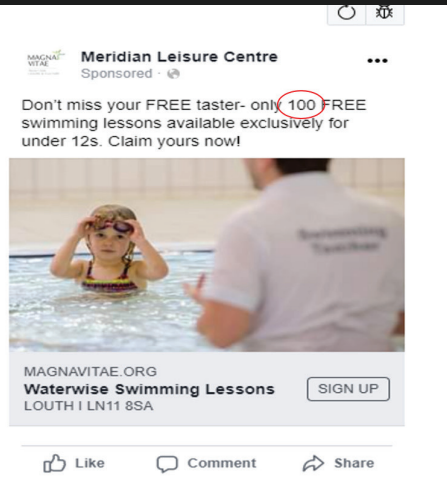 MAGNA
VITAE
Meridian Leisure Centre
Sponsored ·
Don't miss your FREE taster- only 100 FREE
swimming lessons available exclusively for
under 12s. Claim yours now!
Swimming
Teacher
MAGNAVITAE.ORG
Waterwise Swimming Lessons
LOUTH I LN11 8SA
SIGN UP
Like
Comment
Share